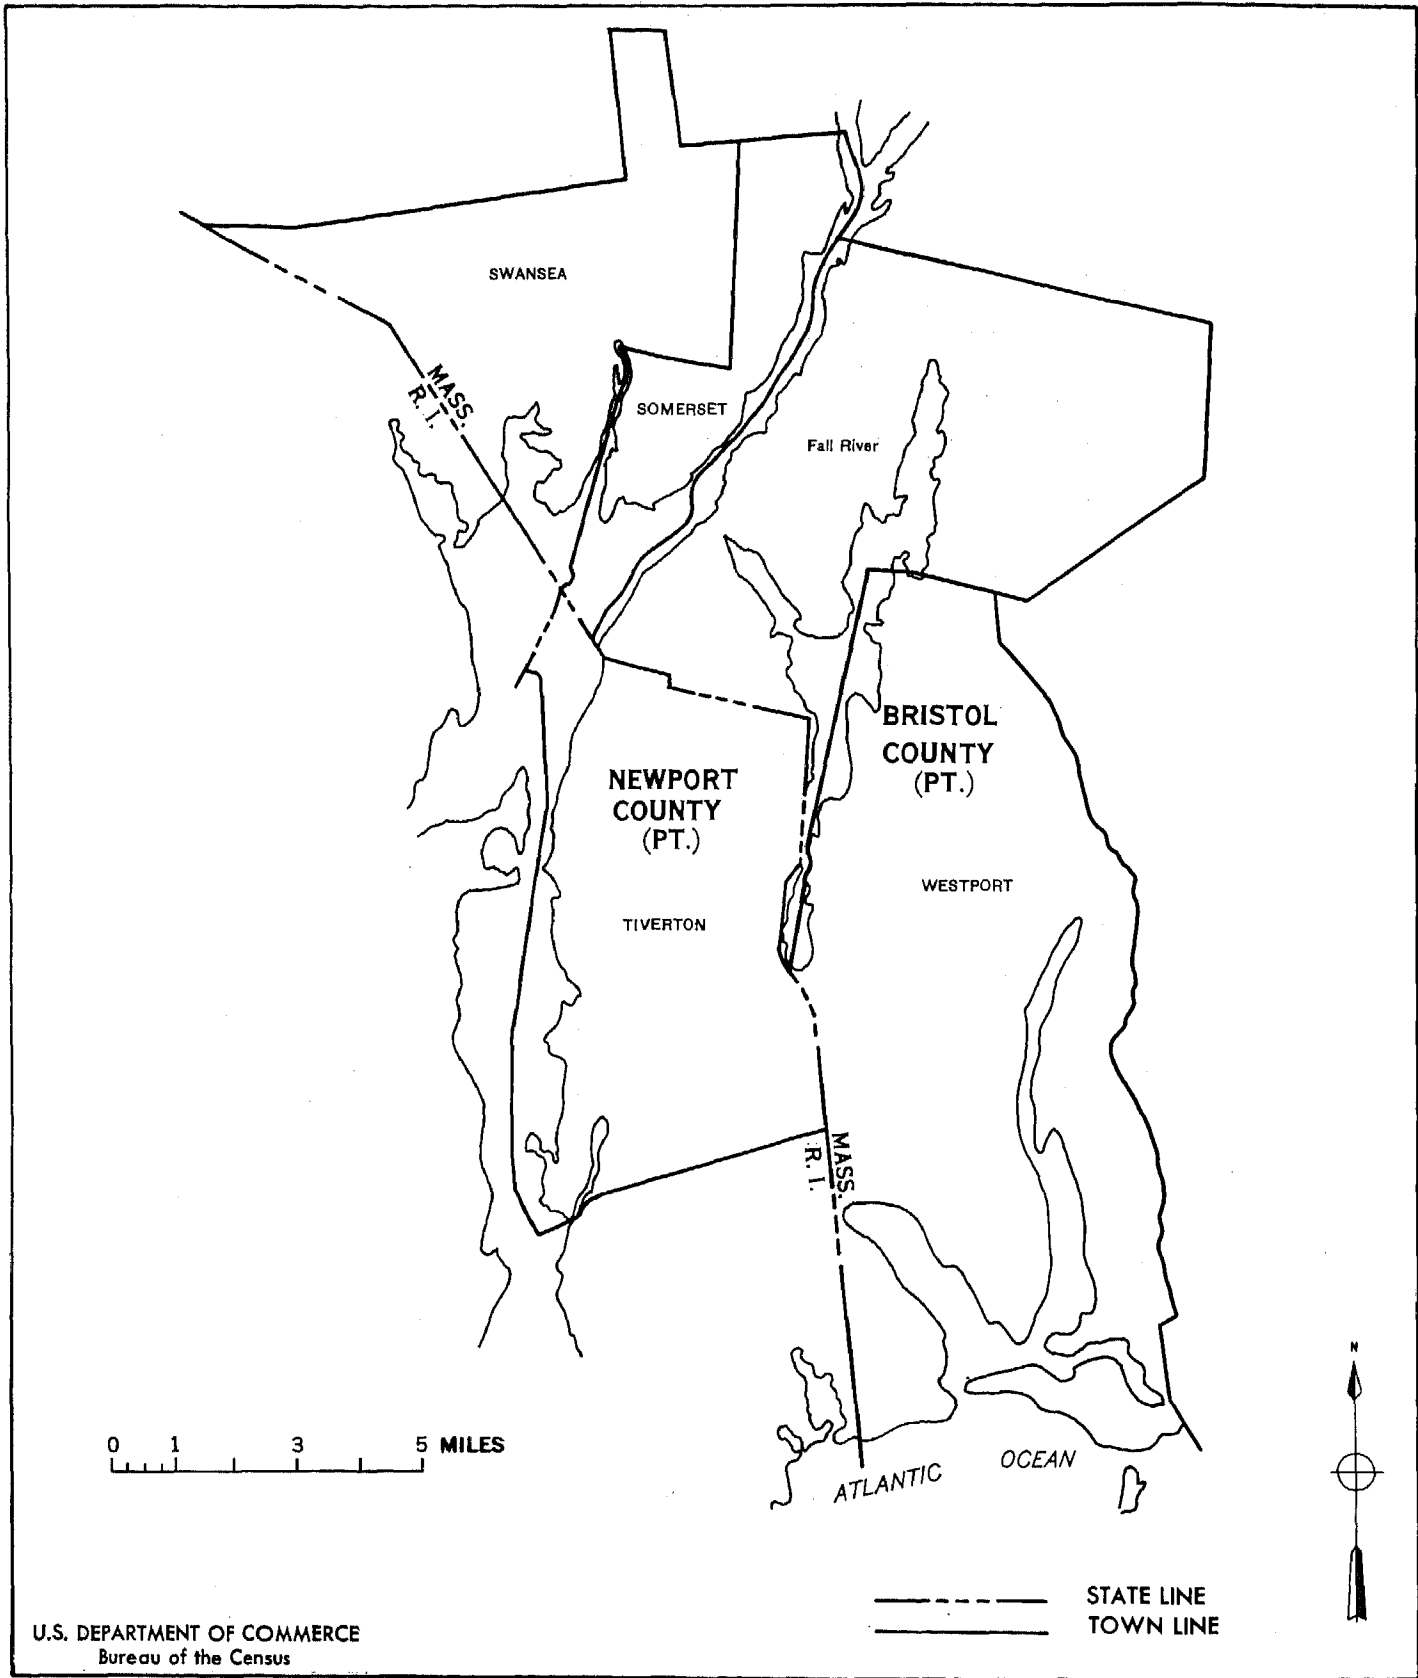 SWANSEA
MASS.
R. I.
SOMERSET
Fall River
BRISTOL
COUNTY
(PT.)
NEWPORT
COUNTY
(PT.)
WESTPORT
TIVERTON
MASS.
R. I.
N
0 1 3 5 MILES
ATLANTIC OCEAN
STATE LINE
TOWN LINE
U.S. DEPARTMENT OF COMMERCE
Bureau of the Census